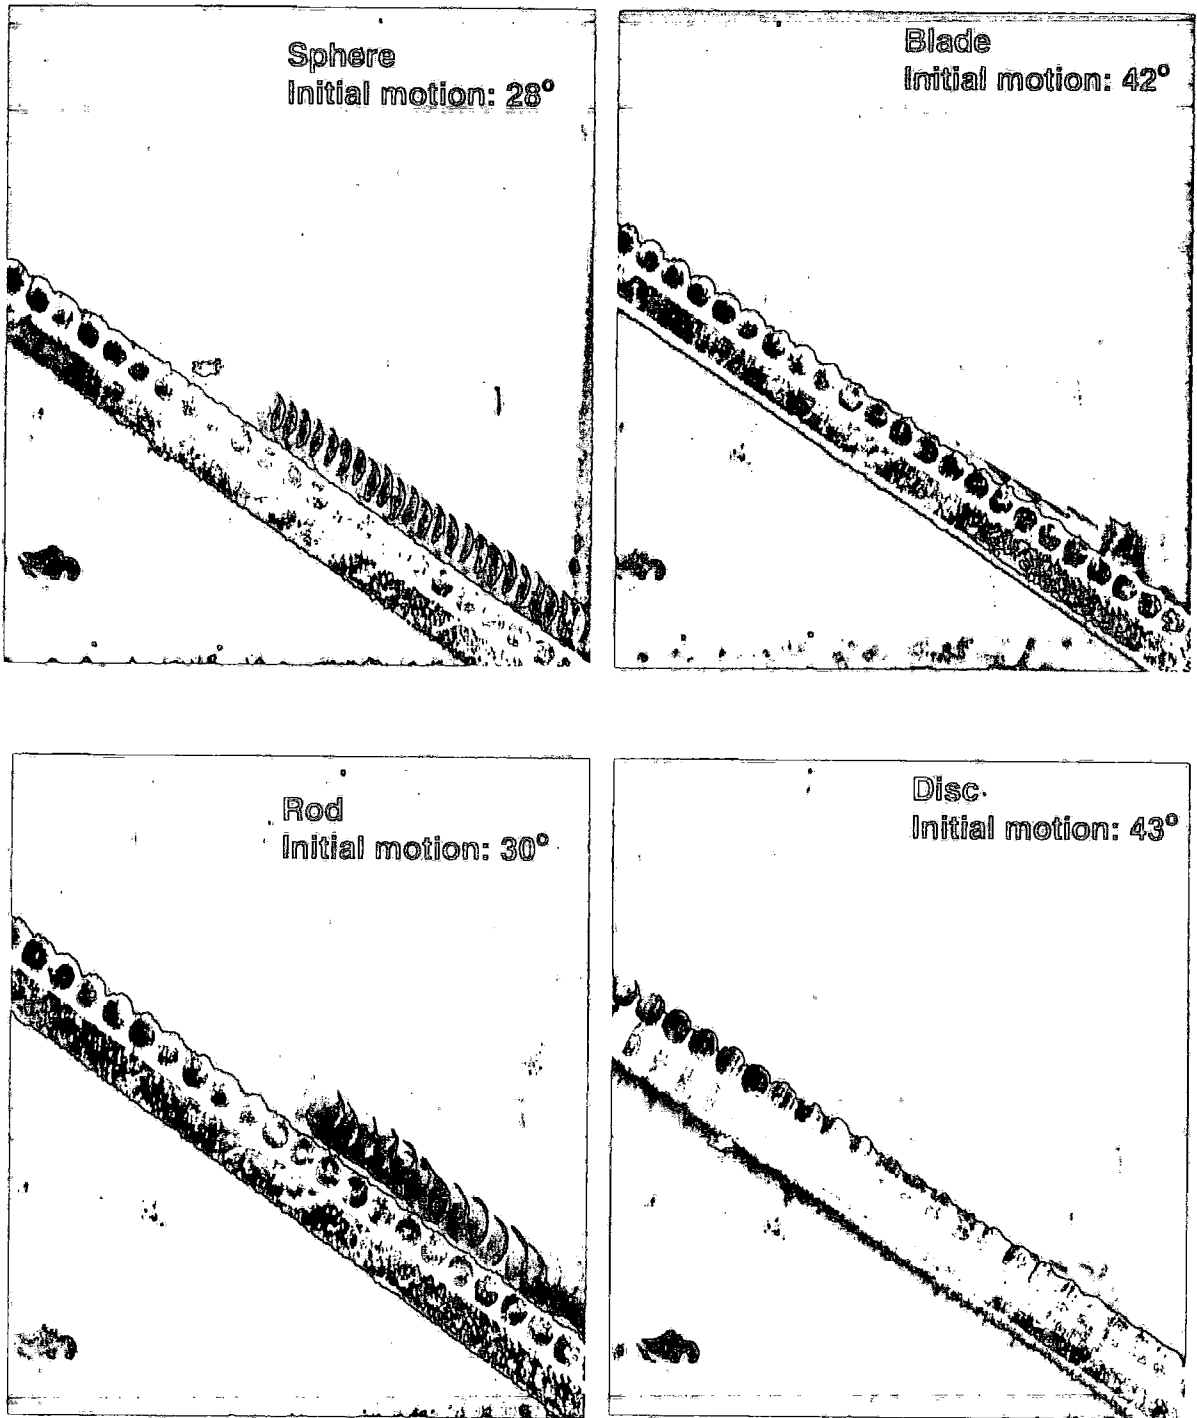 Sphere
Initial motion: 28°
Blade
Initial motion: 42°
Rod
Initial motion: 30°
Disc
Initial motion: 43°